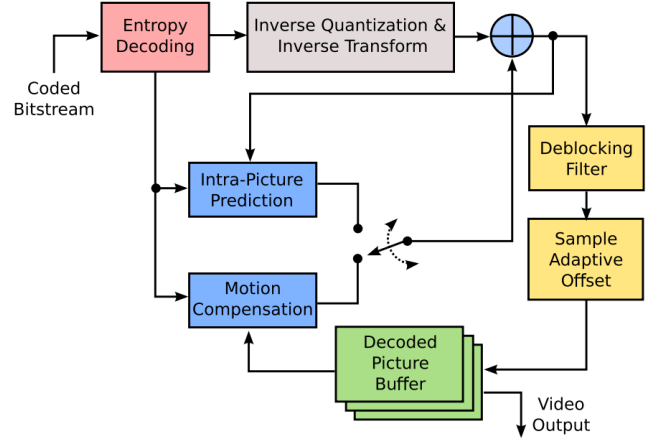 Entropy
Decoding
Inverse Quantization &
Inverse Transform
Coded
Bitstream
Deblocking
Filter
Intra-Picture
Prediction
Sample
Adaptive
Offset
Motion
Compensation
Decoded
Picture
Buffer
Video
Output